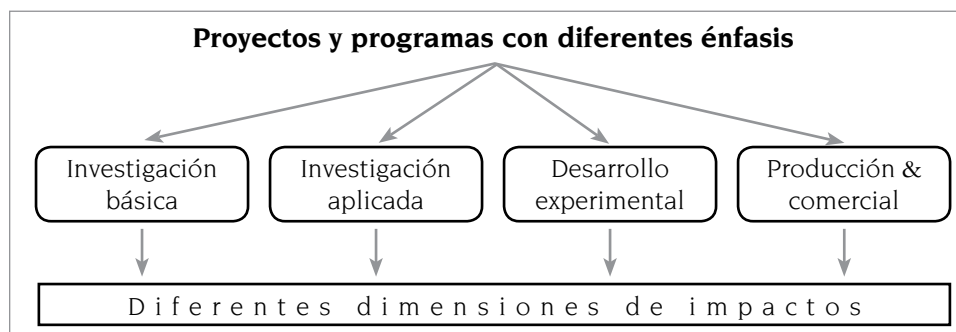 Proyectos y programas con diferentes énfasis
Investigación
básica
Investigación
aplicada
Desarrollo
experimental
Producción &
comercial
Diferentes dimensiones de impactos